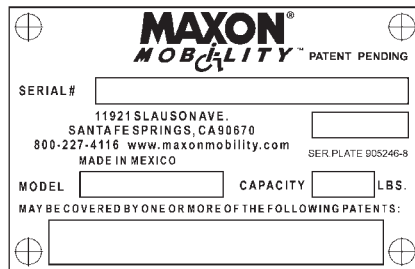 MAXON®
MOBILITY™ PATENT PENDING
SERIAL#
11921 SLAUSON AVE.
SANTA FE SPRINGS, CA 90670
800-227-4116 www.maxonmobility.com
MADE IN MEXICO
SER.PLATE 905246-8
MODEL CAPACITY LBS.
MAY BE COVERED BY ONE OR MORE OF THE FOLLOWING PATENTS: